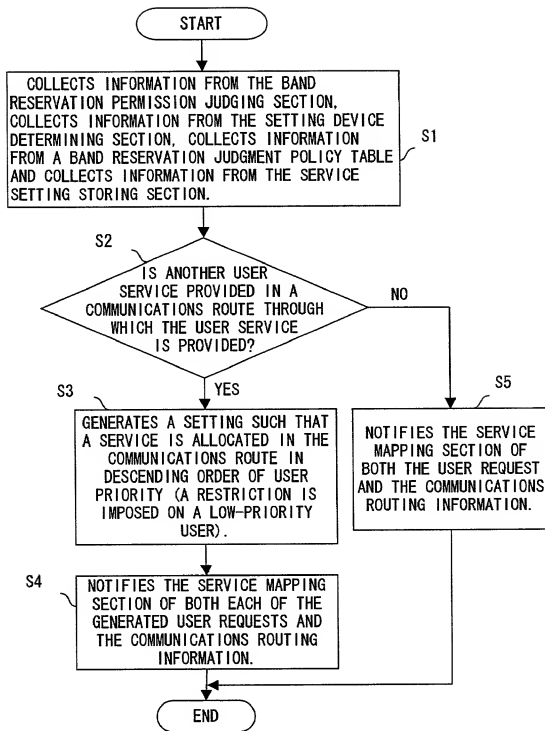 START
COLLECTS INFORMATION FROM THE BAND
RESERVATION PERMISSION JUDGING SECTION,
COLLECTS INFORMATION FROM THE SETTING DEVICE
DETERMINING SECTION, COLLECTS INFORMATION
FROM A BAND RESERVATION JUDGMENT POLICY TABLE
AND COLLECTS INFORMATION FROM THE SERVICE
SETTING STORING SECTION.
S1
S2
IS ANOTHER USER
SERVICE PROVIDED IN A
COMMUNICATIONS ROUTE THROUGH
WHICH THE USER SERVICE
IS PROVIDED?
NO
YES
S3
GENERATES A SETTING SUCH THAT
A SERVICE IS ALLOCATED IN THE
COMMUNICATIONS ROUTE IN
DESCENDING ORDER OF USER
PRIORITY (A RESTRICTION IS
IMPOSED ON A LOW-PRIORITY
USER).
S5
NOTIFIES THE SERVICE
MAPPING SECTION OF
BOTH THE USER REQUEST
AND THE COMMUNICATIONS
ROUTING INFORMATION.
S4
NOTIFIES THE SERVICE MAPPING
SECTION OF BOTH EACH OF THE
GENERATED USER REQUESTS AND
THE COMMUNICATIONS ROUTING
INFORMATION.
END